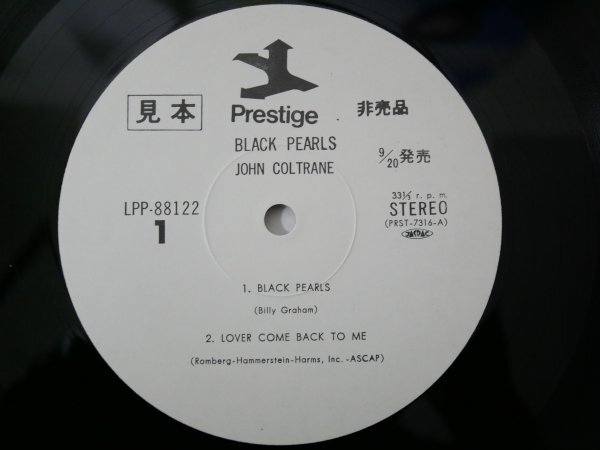 見本
Prestige
非売品
BLACK PEARLS
JOHN COLTRANE
9/20発売
LPP-88122
1
33⅓ r. p. m.
STEREO
(PRST-7316-A)
1. BLACK PEARLS
(Billy Graham)
2. LOVER COME BACK TO ME
(Romberg-Hammerstein-Harms, Inc. -ASCAP)